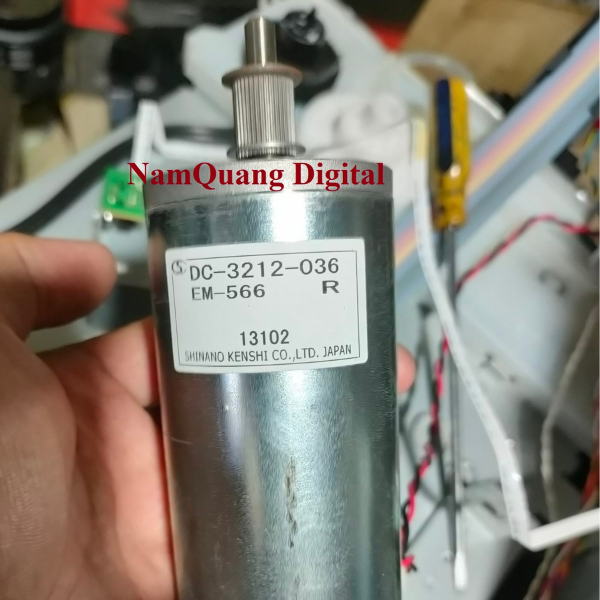 NamQuang Digital
S DC-3212-036
EM-566 R
13102
SHINANO KENSHI CO.,LTD. JAPAN